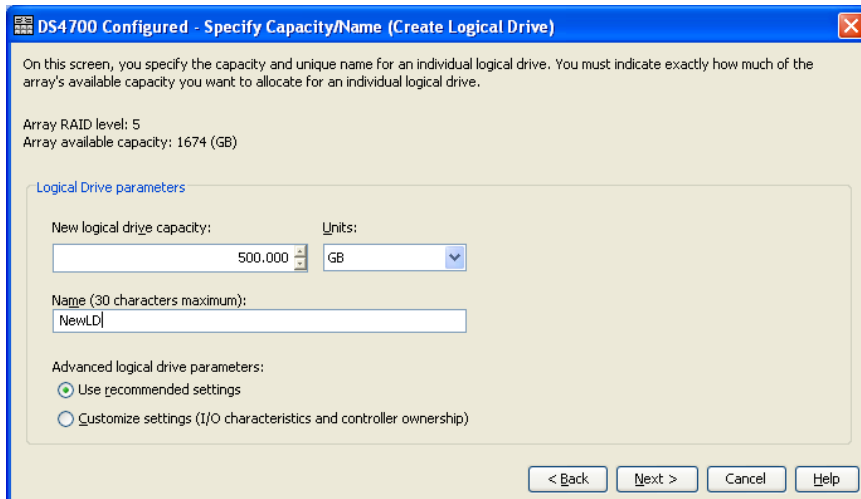 DS4700 Configured - Specify Capacity/Name (Create Logical Drive)
On this screen, you specify the capacity and unique name for an individual logical drive. You must indicate exactly how much of the
array's available capacity you want to allocate for an individual logical drive.
Array RAID level: 5
Array available capacity: 1674 (GB)
Logical Drive parameters
New logical drive capacity: Units:
500.000 GB
Name (30 characters maximum):
NewLD
Advanced logical drive parameters:
Use recommended settings
Customize settings (I/O characteristics and controller ownership)
< Back Next > Cancel Help